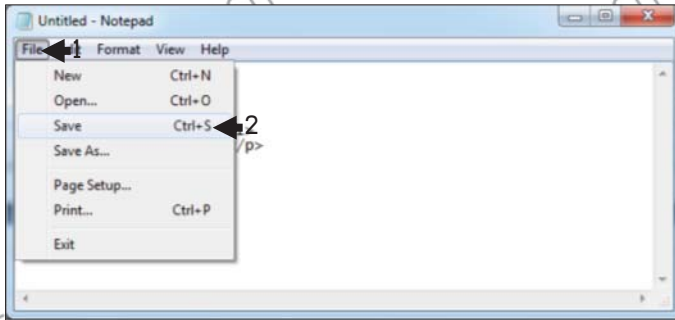 Untitled - Notepad
File 1 Format View Help
New Ctrl+N
Open... Ctrl+O
Save Ctrl+S 2
Save As... /p>
Page Setup...
Print... Ctrl+P
Exit